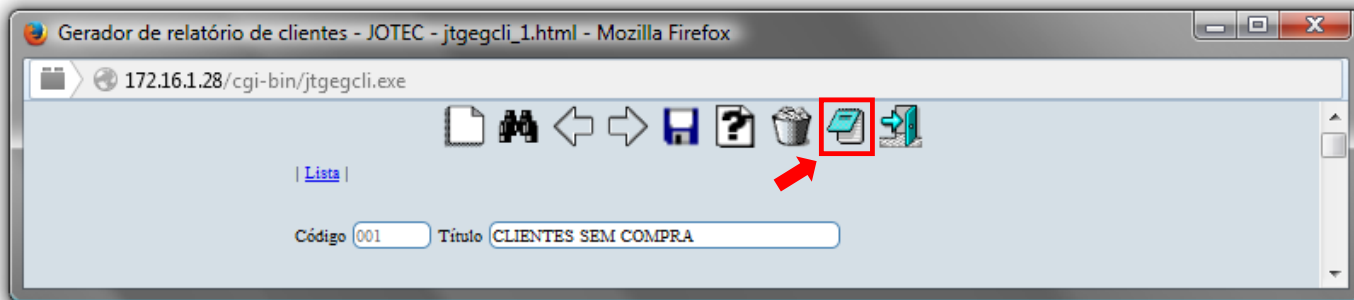 Gerador de relatório de clientes - JOTEC - jtgegcli_1.html - Mozilla Firefox
172.16.1.28/cgi-bin/jtgegcli.exe
| Lista |
Código 001 Título CLIENTES SEM COMPRA